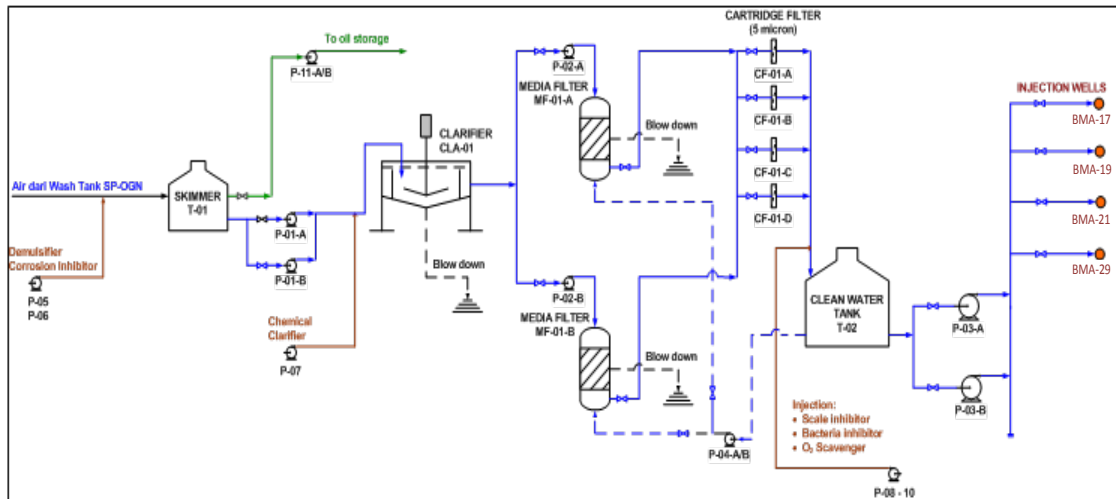 To oil storage
P-11-A/B
Air dari Wash Tank SP-OGN
SKIMMER
T-01
Demulsifier
Corrosion Inhibitor
P-05
P-06
P-01-A
P-01-B
Chemical
Clarifier
P-07
CLARIFIER
CLA-01
Blow down
P-02-A
MEDIA FILTER
MF-01-A
Blow down
P-02-B
MEDIA FILTER
MF-01-B
Blow down
P-04-A/B
CARTRIDGE FILTER
(5 micron)
CF-01-A
CF-01-B
CF-01-C
CF-01-D
CLEAN WATER
TANK
T-02
Injection:
• Scale inhibitor
• Bacteria inhibitor
• O₂ Scavenger
P-08 - 10
P-03-A
P-03-B
INJECTION WELLS
BMA-17
BMA-19
BMA-21
BMA-29